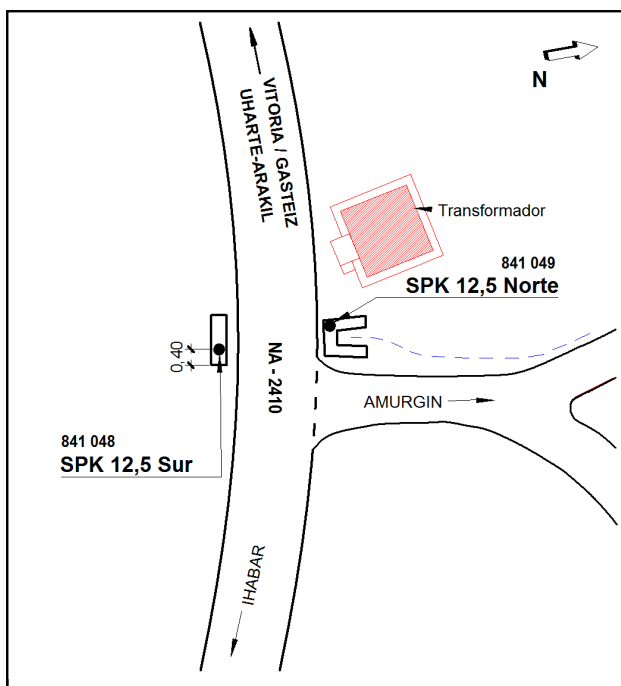 N
VITORIA / GASTEIZ
UHARTE-ARAKIL
Transformador
841 049
SPK 12,5 Norte
0,40
NA - 2410
AMURGIN
841 048
SPK 12,5 Sur
IHABAR